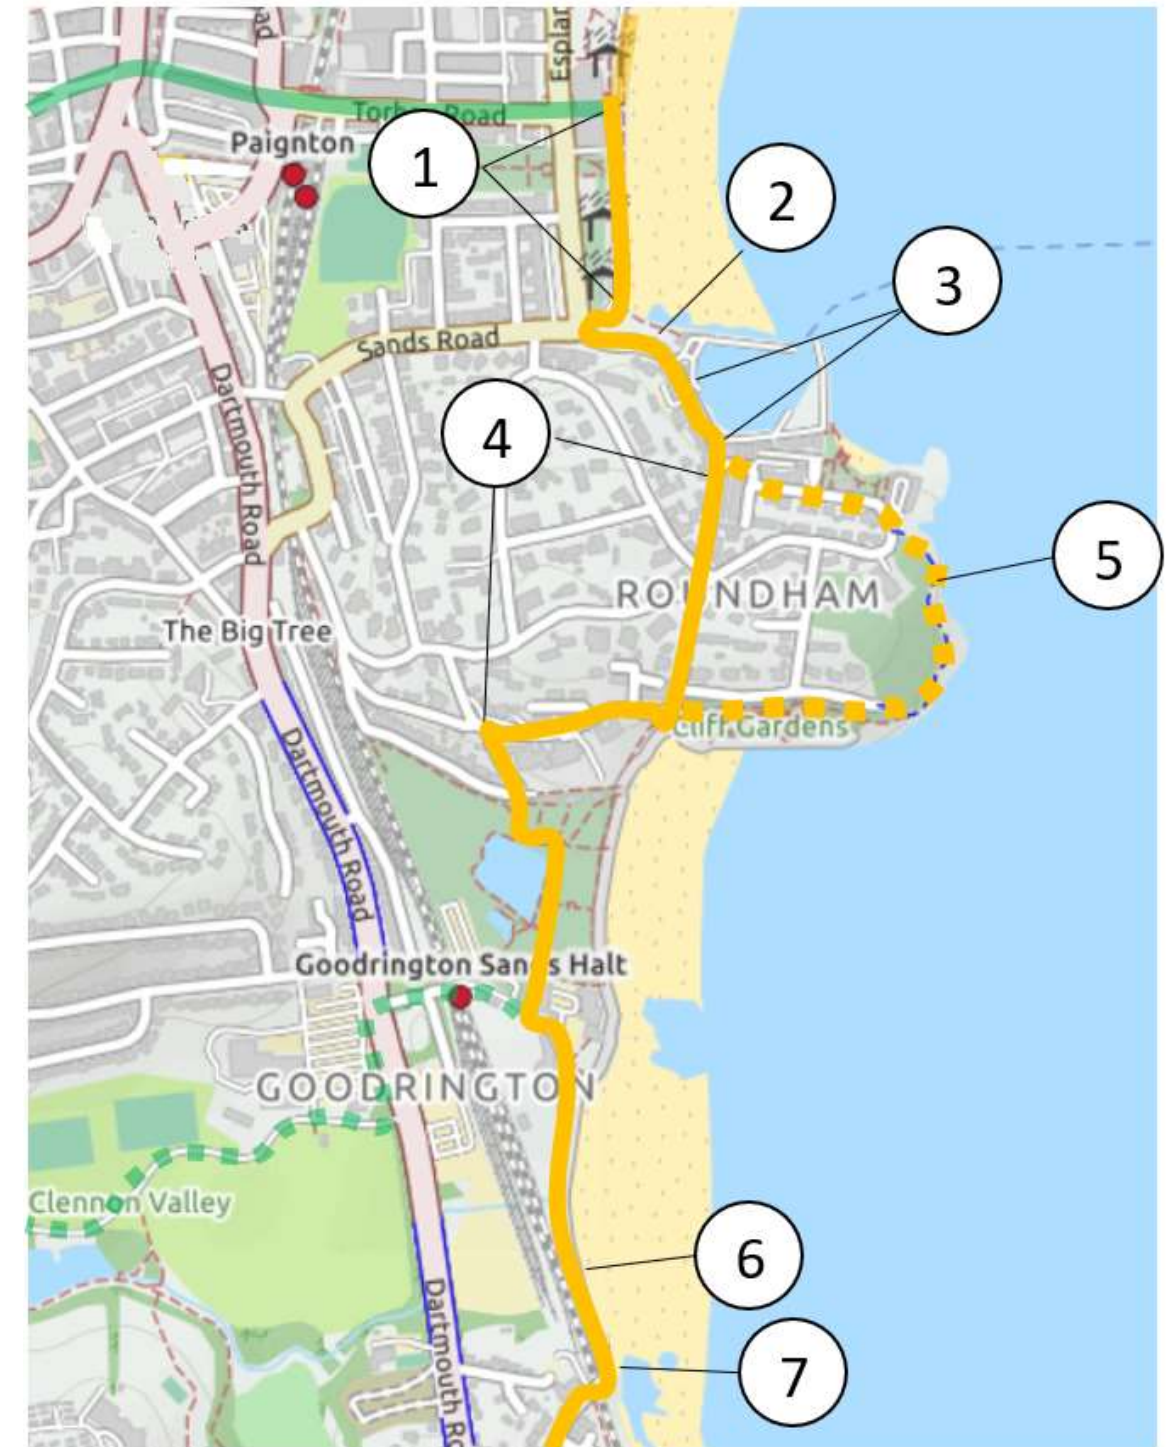 Esplan
Torbay Road
Paignton
1
2
3
Sands Road
Dartmouth Road
4
5
ROUNDHAM
The Big Tree
Cliff Gardens
Dartmouth Road
Goodrington Sands Halt
GOODRINGTON
Clennon Valley
6
Dartmouth Ro
7